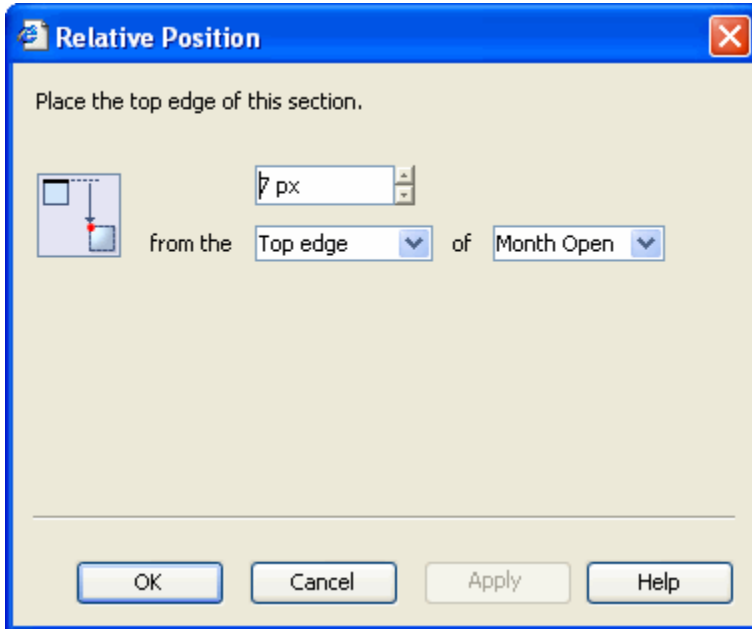 Relative Position
Place the top edge of this section.
7 px
from the Top edge of Month Open
OK Cancel Apply Help